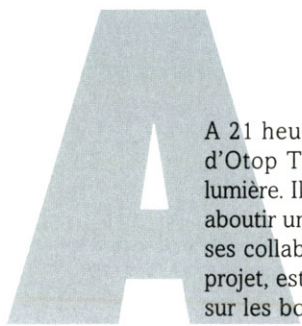 A
A 21 heu
d'Otop T
lumière. Il
aboutir un
ses collab
projet, est
sur les bo